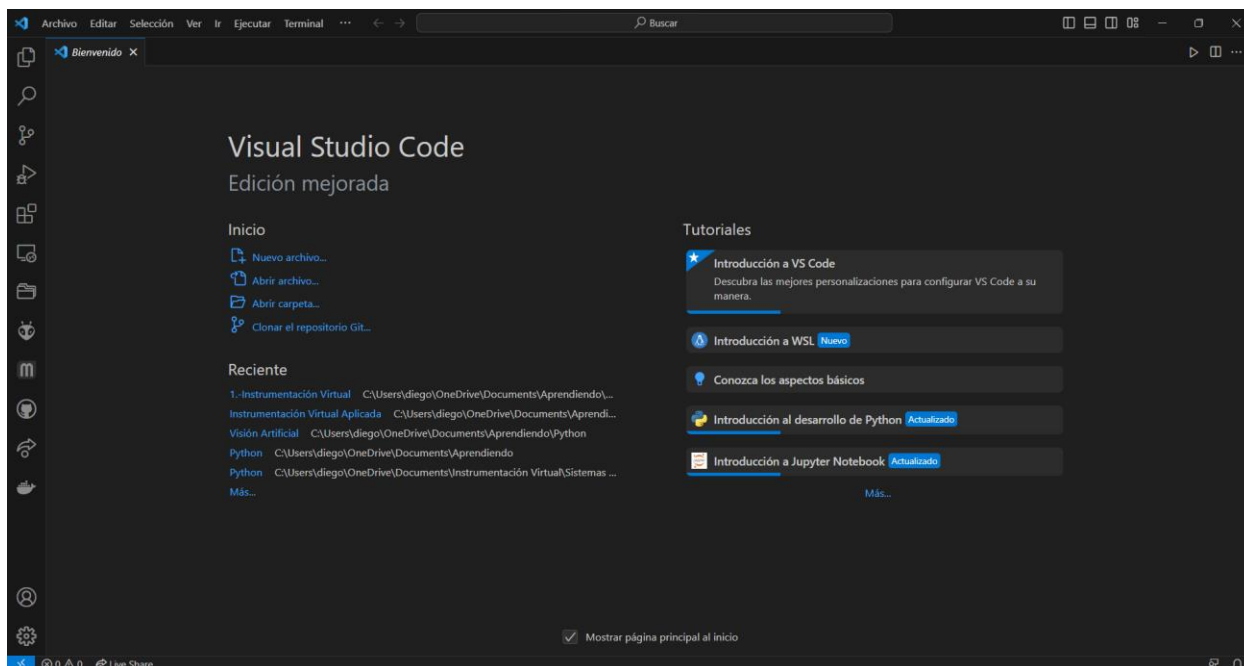 Archivo Editar Selección Ver Ir Ejecutar Terminal ··· Buscar
Bienvenido
Visual Studio Code
Edición mejorada
Inicio
Nuevo archivo...
Abrir archivo...
Abrir carpeta...
Clonar el repositorio Git...
Reciente
1.-Instrumentación Virtual C:\Users\diego\OneDrive\Documents\Aprendiendo\...
Instrumentación Virtual Aplicada C:\Users\diego\OneDrive\Documents\Aprendi...
Visión Artificial C:\Users\diego\OneDrive\Documents\Aprendiendo\Python
Python C:\Users\diego\OneDrive\Documents\Aprendiendo
Python C:\Users\diego\OneDrive\Documents\Instrumentación Virtual\Sistemas ...
Más...
Tutoriales
Introducción a VS Code
Descubra las mejores personalizaciones para configurar VS Code a su
manera.
Introducción a WSL Nuevo
Conozca los aspectos básicos
Introducción al desarrollo de Python Actualizado
Introducción a Jupyter Notebook Actualizado
Más...
Mostrar página principal al inicio
0 0 Live Share